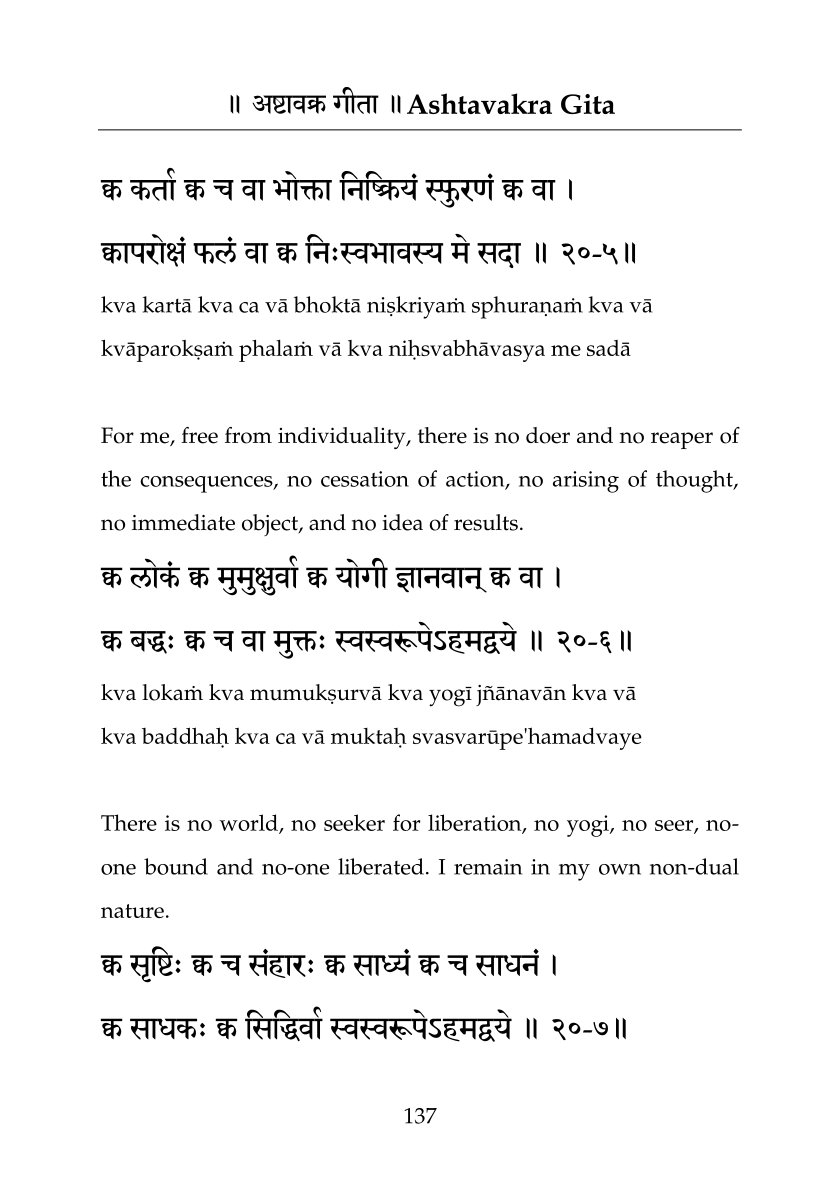 ॥ अष्टावक्र गीता ॥ Ashtavakra Gita
क्व कर्ता क्व च वा भोक्ता निष्क्रियं स्फुरणं क्व वा ।
क्वापरोक्षं फलं वा क्व निःस्वभावस्य मे सदा ॥ २०-५॥
kva kartā kva ca vā bhoktā niṣkriyaṁ sphuraṇaṁ kva vā
kvāparokṣaṁ phalaṁ vā kva niḥsvabhāvasya me sadā
For me, free from individuality, there is no doer and no reaper of
the consequences, no cessation of action, no arising of thought,
no immediate object, and no idea of results.
क्व लोकं क्व मुमुक्षुर्वा क्व योगी ज्ञानवान् क्व वा ।
क्व बद्धः क्व च वा मुक्तः स्वस्वरूपेऽहमद्वये ॥ २०-६॥
kva lokaṁ kva mumukṣurvā kva yogī jñānavān kva vā
kva baddhaḥ kva ca vā muktaḥ svasvarūpe'hamadvaye
There is no world, no seeker for liberation, no yogi, no seer, no-
one bound and no-one liberated. I remain in my own non-dual
nature.
क्व सृष्टिः क्व च संहारः क्व साध्यं क्व च साधनं ।
क्व साधकः क्व सिद्धिर्वा स्वस्वरूपेऽहमद्वये ॥ २०-७॥
137